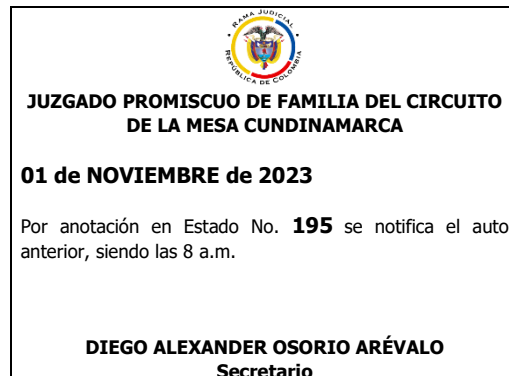 RAMA JUDICIAL
REPÚBLICA DE COLOMBIA
JUZGADO PROMISCUO DE FAMILIA DEL CIRCUITO
DE LA MESA CUNDINAMARCA
01 de NOVIEMBRE de 2023
Por anotación en Estado No. 195 se notifica el auto
anterior, siendo las 8 a.m.
DIEGO ALEXANDER OSORIO ARÉVALO
Secretario